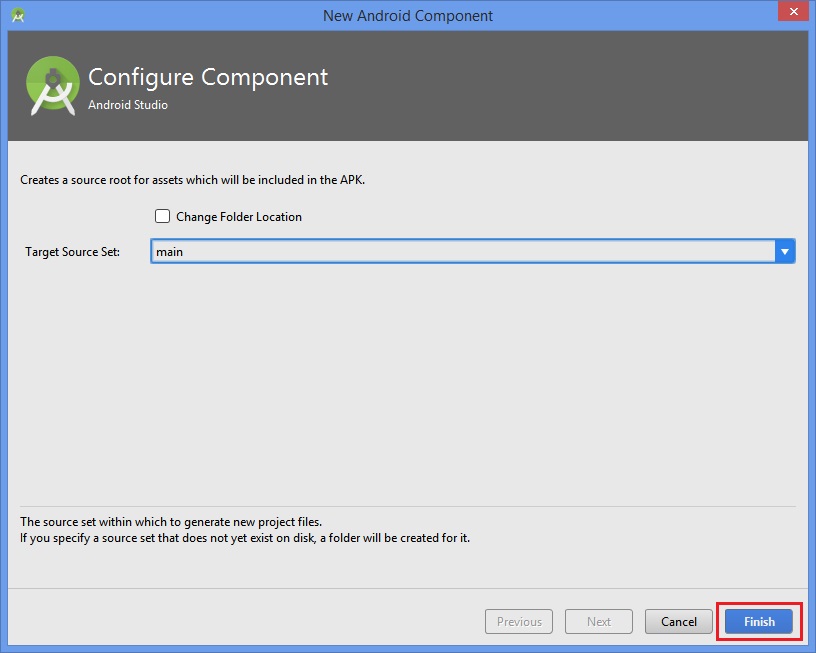 New Android Component
Configure Component
Android Studio
Creates a source root for assets which will be included in the APK.
Change Folder Location
Target Source Set: main
The source set within which to generate new project files.
If you specify a source set that does not yet exist on disk, a folder will be created for it.
Previous Next Cancel Finish